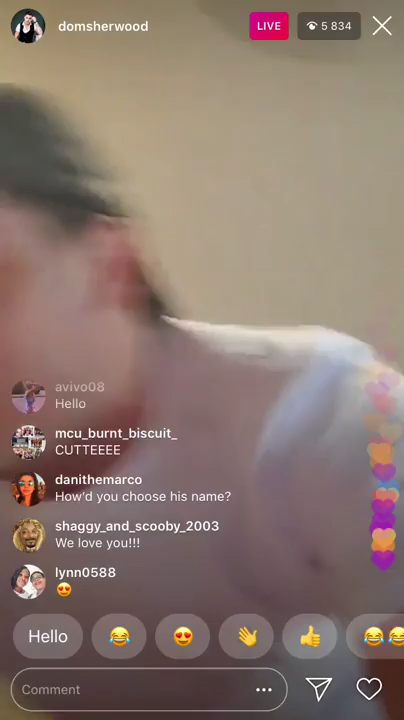 domsherwood
LIVE
5 834
avivo08
Hello
mcu_burnt_biscuit_
CUTTEEEE
danithemarco
How'd you choose his name?
shaggy_and_scooby_2003
We love you!!!
lynn0588
😍
Hello 😂 😍 👋 👍 😂😂
Comment